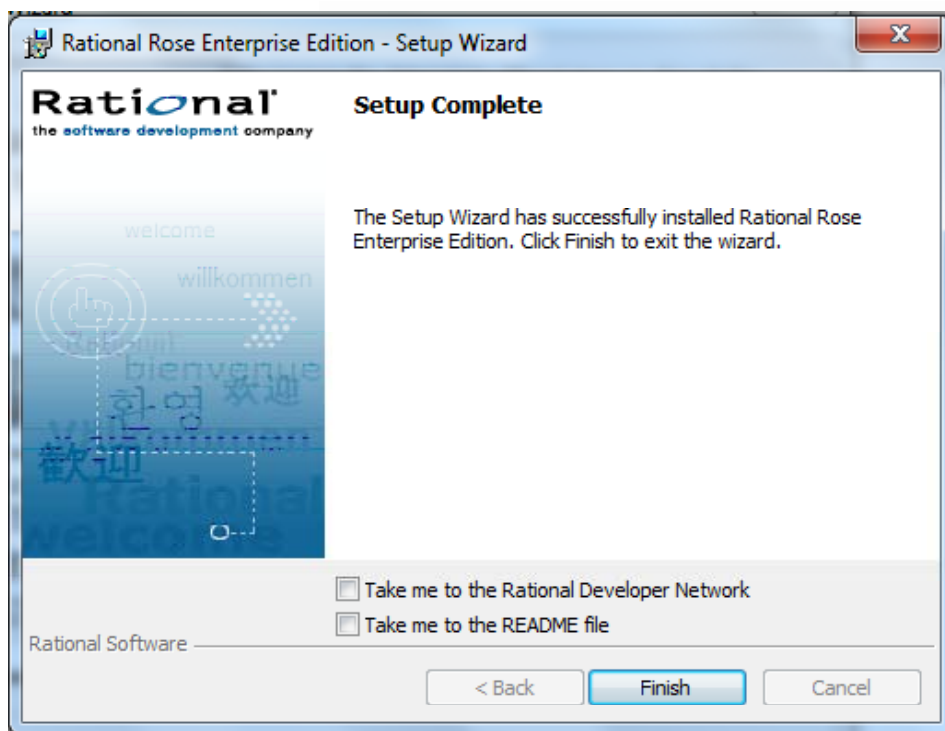 Rational Rose Enterprise Edition - Setup Wizard
Rational
the software development company
Setup Complete
The Setup Wizard has successfully installed Rational Rose
Enterprise Edition. Click Finish to exit the wizard.
welcome
willkommen
Rational
bienvenue
환영 欢迎
Välkommen
歓迎
Rational
welcome
Take me to the Rational Developer Network
Take me to the README file
Rational Software
< Back Finish Cancel